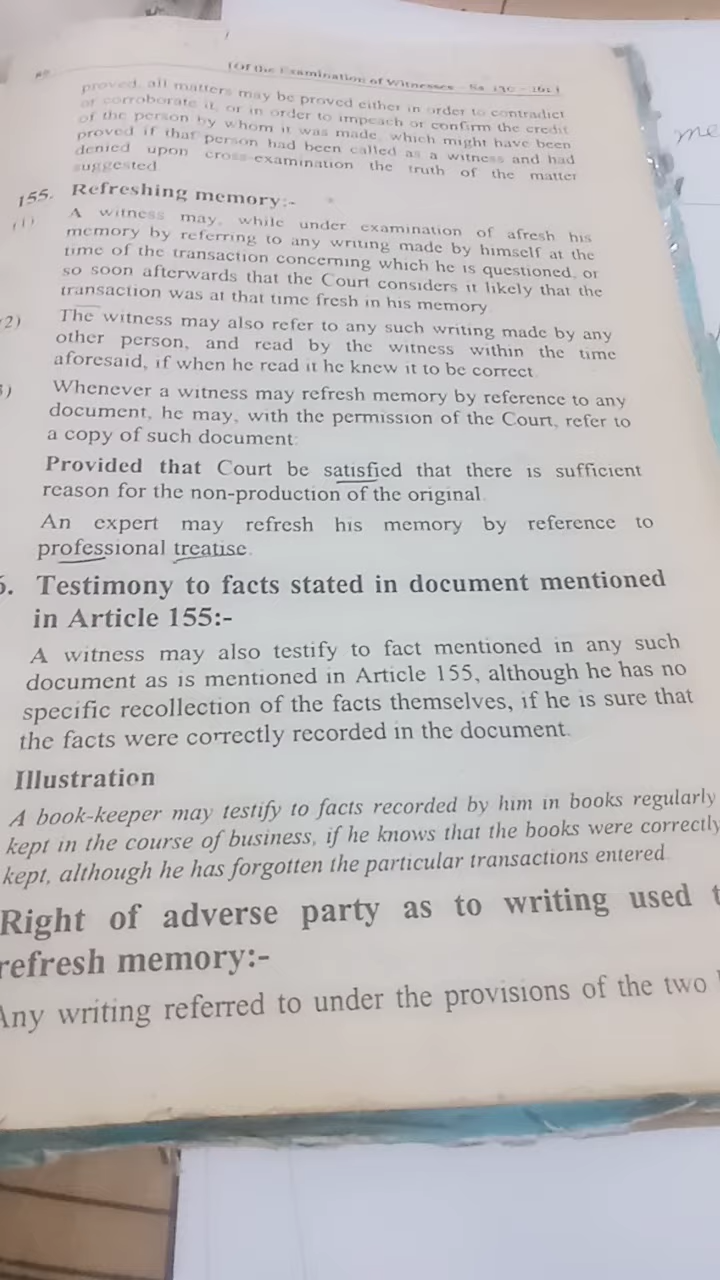 (Of the Examination of Witnesses - Ss 130 - 161)
proved, all matters may be proved either in order to contradict
or corroborate it, or in order to impeach or confirm the credit
of the person by whom it was made, which might have been
proved if that person had been called as a witness and had
denied upon cross-examination the truth of the matter
suggested
155. Refreshing memory:-
(1) A witness may, while under examination of afresh his
memory by referring to any writing made by himself at the
time of the transaction concerning which he is questioned, or
so soon afterwards that the Court considers it likely that the
transaction was at that time fresh in his memory
2) The witness may also refer to any such writing made by any
other person, and read by the witness within the time
aforesaid, if when he read it he knew it to be correct
) Whenever a witness may refresh memory by reference to any
document, he may, with the permission of the Court, refer to
a copy of such document:
Provided that Court be satisfied that there is sufficient
reason for the non-production of the original.
An expert may refresh his memory by reference to
professional treatise.
. Testimony to facts stated in document mentioned
in Article 155:-
A witness may also testify to fact mentioned in any such
document as is mentioned in Article 155, although he has no
specific recollection of the facts themselves, if he is sure that
the facts were correctly recorded in the document.
Illustration
A book-keeper may testify to facts recorded by him in books regularly
kept in the course of business, if he knows that the books were correctly
kept, although he has forgotten the particular transactions entered.
Right of adverse party as to writing used t
refresh memory:-
Any writing referred to under the provisions of the two
me